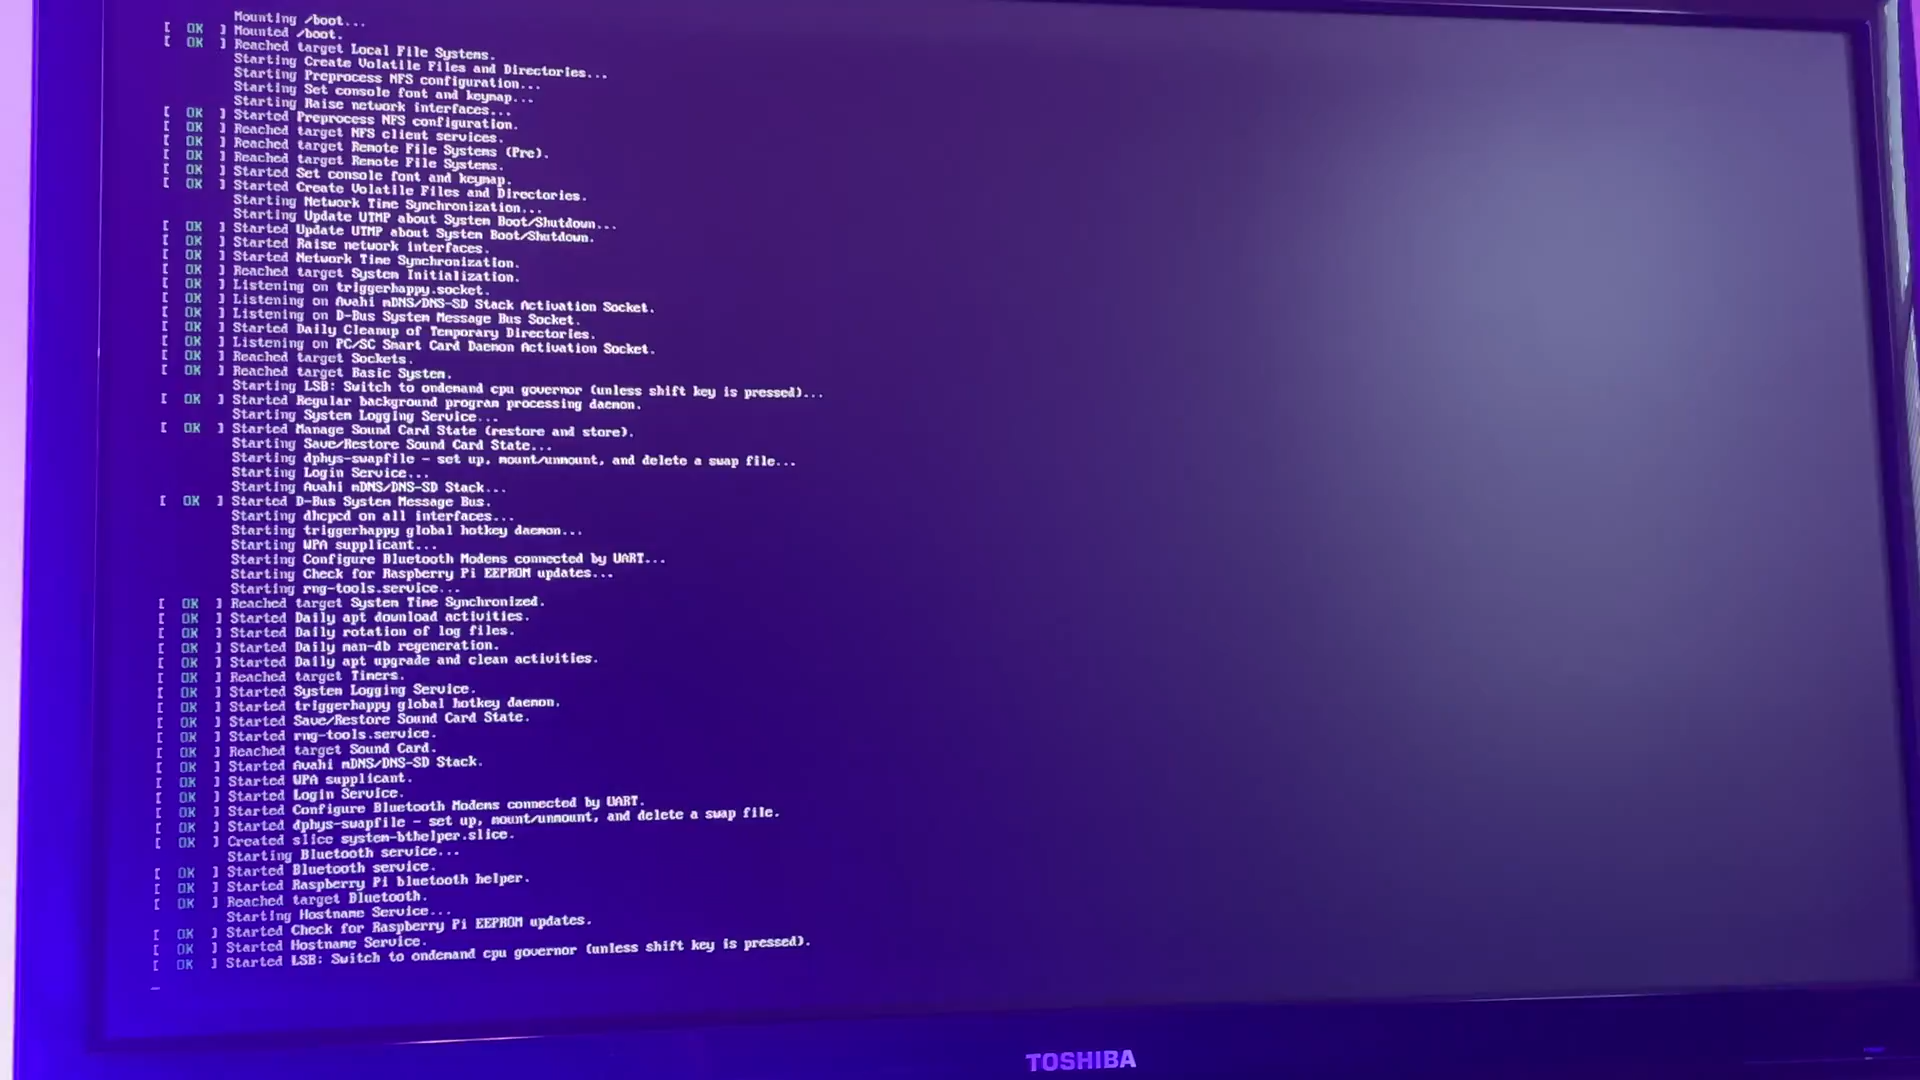 Mounting /boot...
[ OK ] Mounted /boot.
[ OK ] Reached target Local File Systems.
Starting Create Volatile Files and Directories...
Starting Preprocess NFS configuration...
Starting Set console font and keymap...
Starting Raise network interfaces...
[ OK ] Started Preprocess NFS configuration.
[ OK ] Reached target NFS client services.
[ OK ] Reached target Remote File Systems (Pre).
[ OK ] Reached target Remote File Systems.
[ OK ] Started Set console font and keymap.
[ OK ] Started Create Volatile Files and Directories.
Starting Network Time Synchronization...
Starting Update UTMP about System Boot/Shutdown...
[ OK ] Started Update UTMP about System Boot/Shutdown.
[ OK ] Started Raise network interfaces.
[ OK ] Started Network Time Synchronization.
[ OK ] Reached target System Initialization.
[ OK ] Listening on triggerhappy.socket.
[ OK ] Listening on Avahi mDNS/DNS-SD Stack Activation Socket.
[ OK ] Listening on D-Bus System Message Bus Socket.
[ OK ] Started Daily Cleanup of Temporary Directories.
[ OK ] Listening on PC/SC Smart Card Daemon Activation Socket.
[ OK ] Reached target Sockets.
[ OK ] Reached target Basic System.
Starting LSB: Switch to ondemand cpu governor (unless shift key is pressed)...
[ OK ] Started Regular background program processing daemon.
Starting System Logging Service...
[ OK ] Started Manage Sound Card State (restore and store).
Starting Save/Restore Sound Card State...
Starting dphys-swapfile - set up, mount/unmount, and delete a swap file...
Starting Login Service...
Starting Avahi mDNS/DNS-SD Stack...
[ OK ] Started D-Bus System Message Bus.
Starting dhcpcd on all interfaces...
Starting triggerhappy global hotkey daemon...
Starting WPA supplicant...
Starting Configure Bluetooth Modems connected by UART...
Starting Check for Raspberry Pi EEPROM updates...
Starting rng-tools.service...
[ OK ] Reached target System Time Synchronized.
[ OK ] Started Daily apt download activities.
[ OK ] Started Daily rotation of log files.
[ OK ] Started Daily man-db regeneration.
[ OK ] Started Daily apt upgrade and clean activities.
[ OK ] Reached target Timers.
[ OK ] Started System Logging Service.
[ OK ] Started triggerhappy global hotkey daemon.
[ OK ] Started Save/Restore Sound Card State.
[ OK ] Started rng-tools.service.
[ OK ] Reached target Sound Card.
[ OK ] Started Avahi mDNS/DNS-SD Stack.
[ OK ] Started WPA supplicant.
[ OK ] Started Login Service.
[ OK ] Started Configure Bluetooth Modems connected by UART.
[ OK ] Started dphys-swapfile - set up, mount/unmount, and delete a swap file.
[ OK ] Created slice system-bthelper.slice.
Starting Bluetooth service...
[ OK ] Started Bluetooth service.
[ OK ] Started Raspberry Pi bluetooth helper.
[ OK ] Reached target Bluetooth.
Starting Hostname Service...
[ OK ] Started Check for Raspberry Pi EEPROM updates.
[ OK ] Started Hostname Service.
[ OK ] Started LSB: Switch to ondemand cpu governor (unless shift key is pressed).
_
TOSHIBA